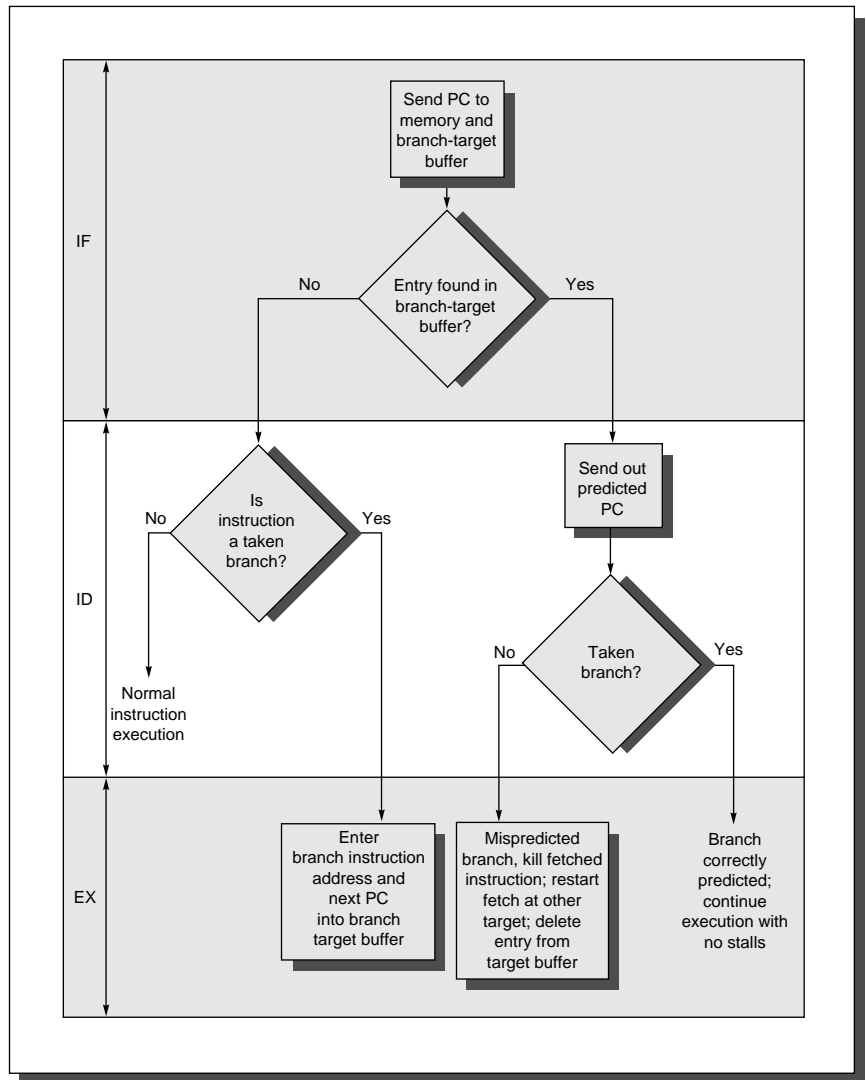 Send PC to
memory and
branch-target
buffer
IF
No
Entry found in
branch-target
buffer?
Yes
No
Is
instruction
a taken
branch?
Yes
Send out
predicted
PC
ID
No
Taken
branch?
Yes
Normal
instruction
execution
EX
Enter
branch instruction
address and
next PC
into branch
target buffer
Mispredicted
branch, kill fetched
instruction; restart
fetch at other
target; delete
entry from
target buffer
Branch
correctly
predicted;
continue
execution with
no stalls